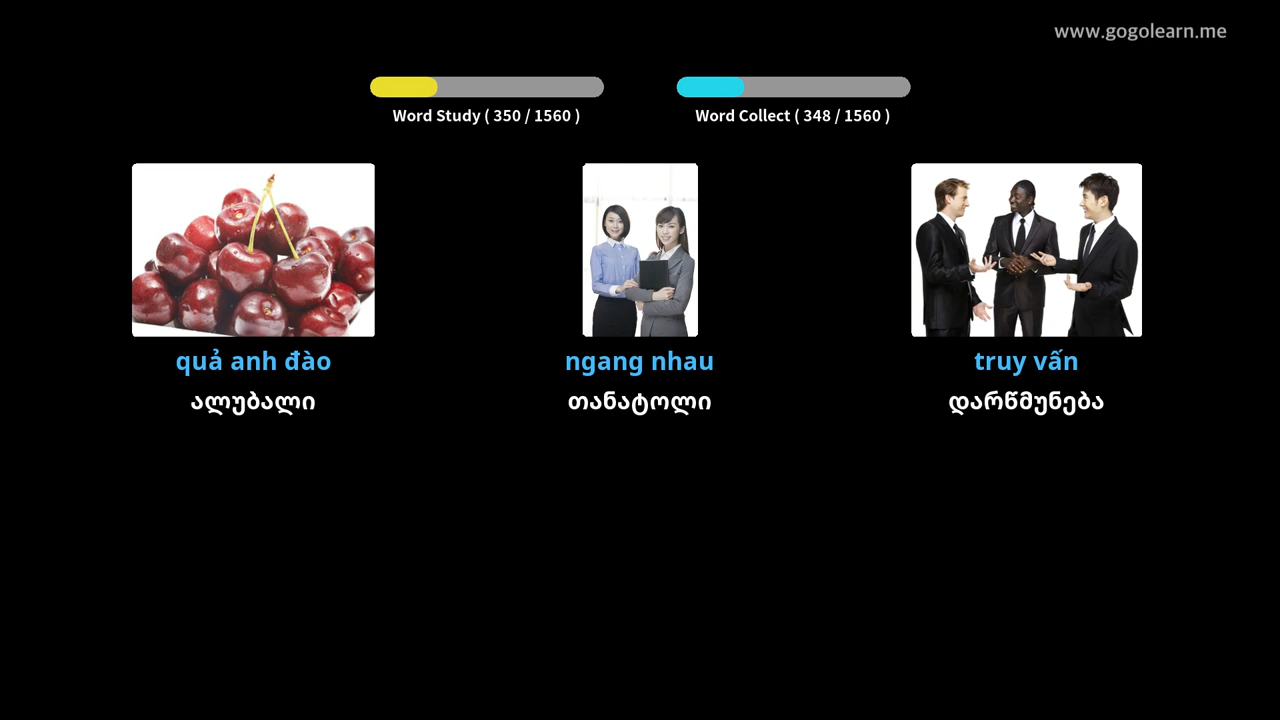 www.gogolearn.me
Word Study ( 350 / 1560 )
Word Collect ( 348 / 1560 )
quả anh đào
ალუბალი
ngang nhau
თანატოლი
truy vấn
დარწმუნება